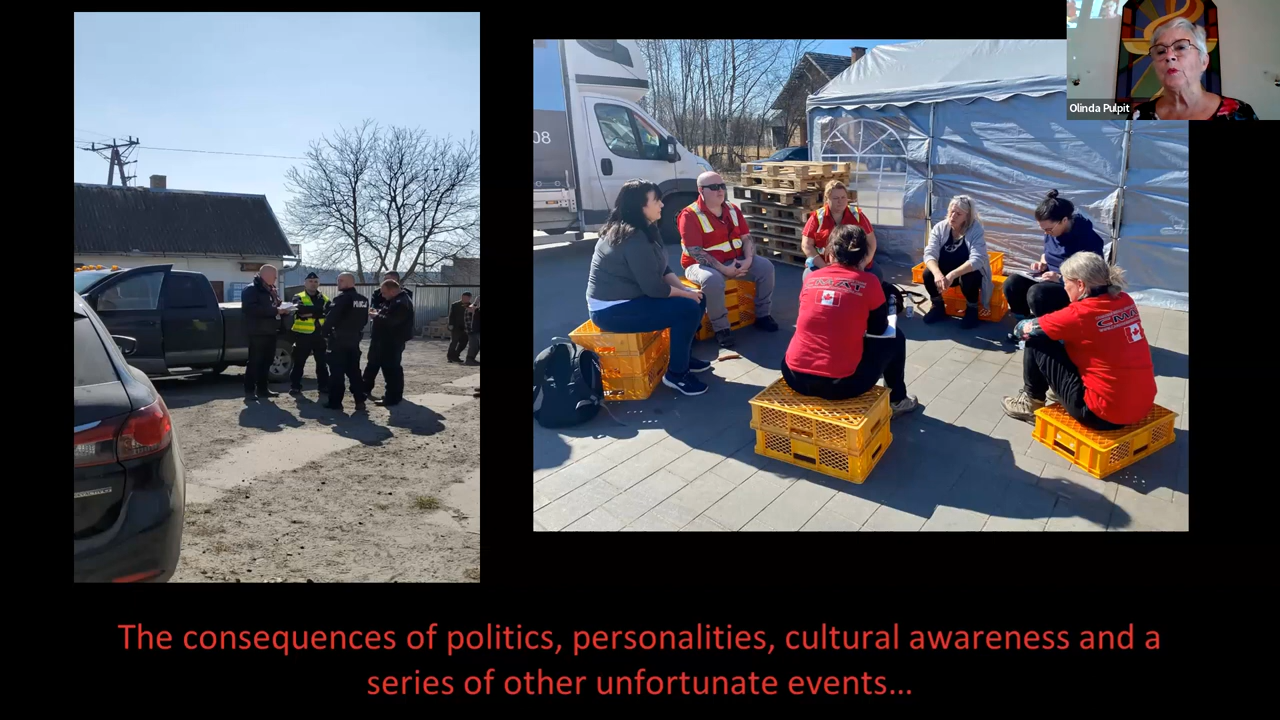 08
Olinda Pulpit
POLICJA
CMAT
CMAT
The consequences of politics, personalities, cultural awareness and a
series of other unfortunate events...